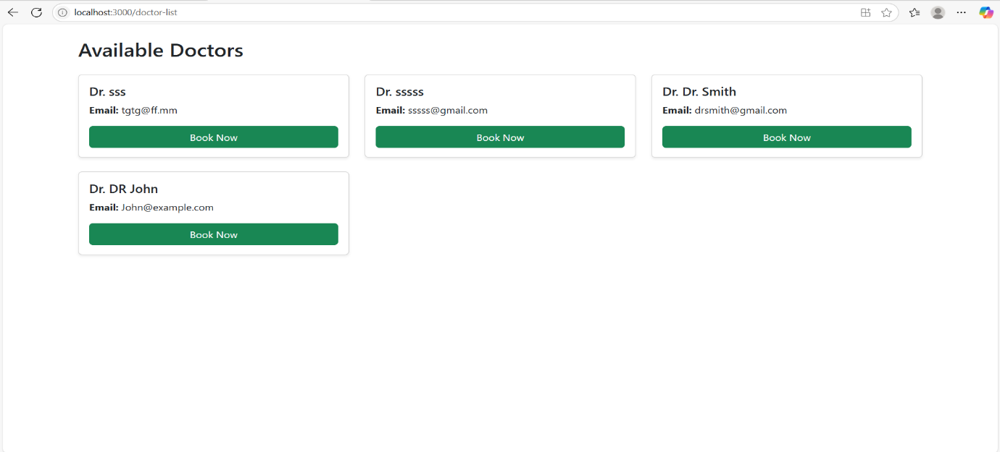 localhost:3000/doctor-list
Available Doctors
Dr. sss
Email: tgtg@ff.mm
Book Now
Dr. sssss
Email: sssss@gmail.com
Book Now
Dr. Dr. Smith
Email: drsmith@gmail.com
Book Now
Dr. DR John
Email: John@example.com
Book Now